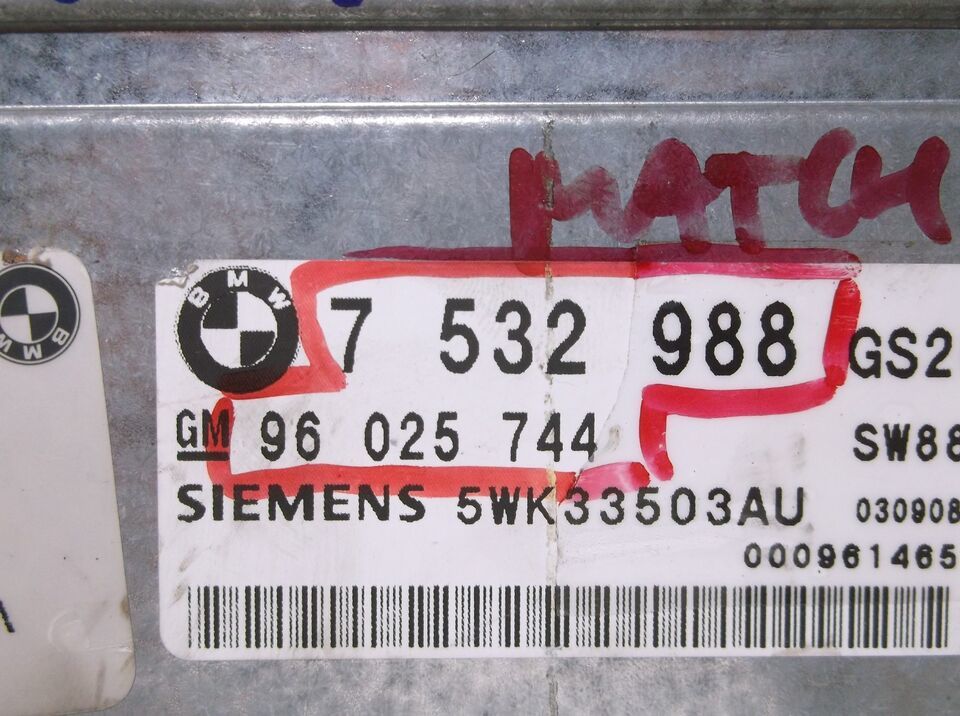 MATCH
BMW
BMW 7 532 988 GS2
GM 96 025 744 SW88
SIEMENS 5WK33503AU 030908
000961465